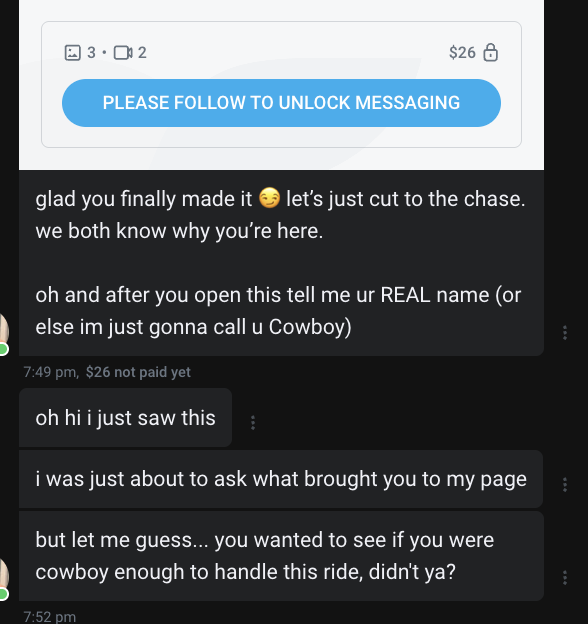 3 • 2 $26
PLEASE FOLLOW TO UNLOCK MESSAGING
glad you finally made it 😏 let’s just cut to the chase.
we both know why you’re here.
oh and after you open this tell me ur REAL name (or
else im just gonna call u Cowboy)
7:49 pm, $26 not paid yet
oh hi i just saw this
i was just about to ask what brought you to my page
but let me guess... you wanted to see if you were
cowboy enough to handle this ride, didn't ya?
7:52 pm